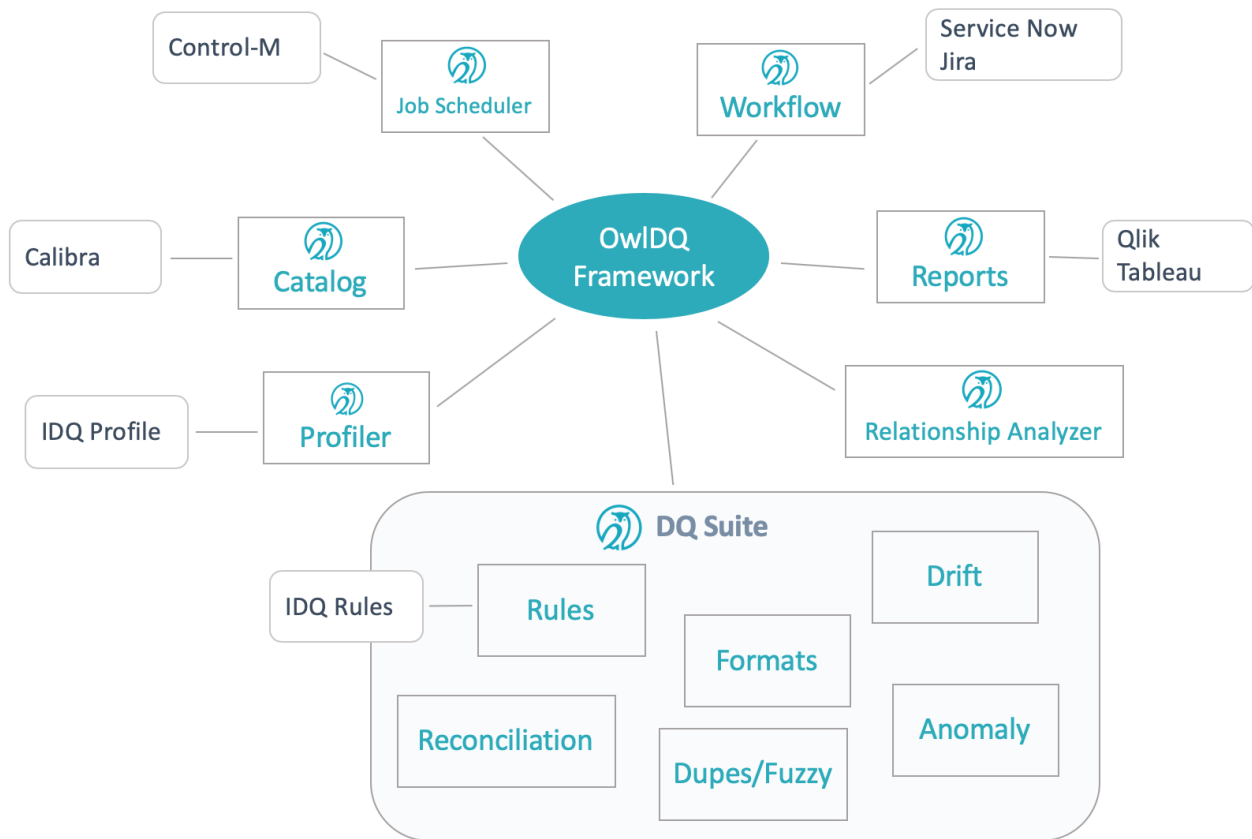 Control-M
Job Scheduler
Workflow
Service Now
Jira
Calibra
Catalog
OwlDQ
Framework
Reports
Qlik
Tableau
IDQ Profile
Profiler
Relationship Analyzer
DQ Suite
IDQ Rules
Rules
Formats
Drift
Reconciliation
Dupes/Fuzzy
Anomaly